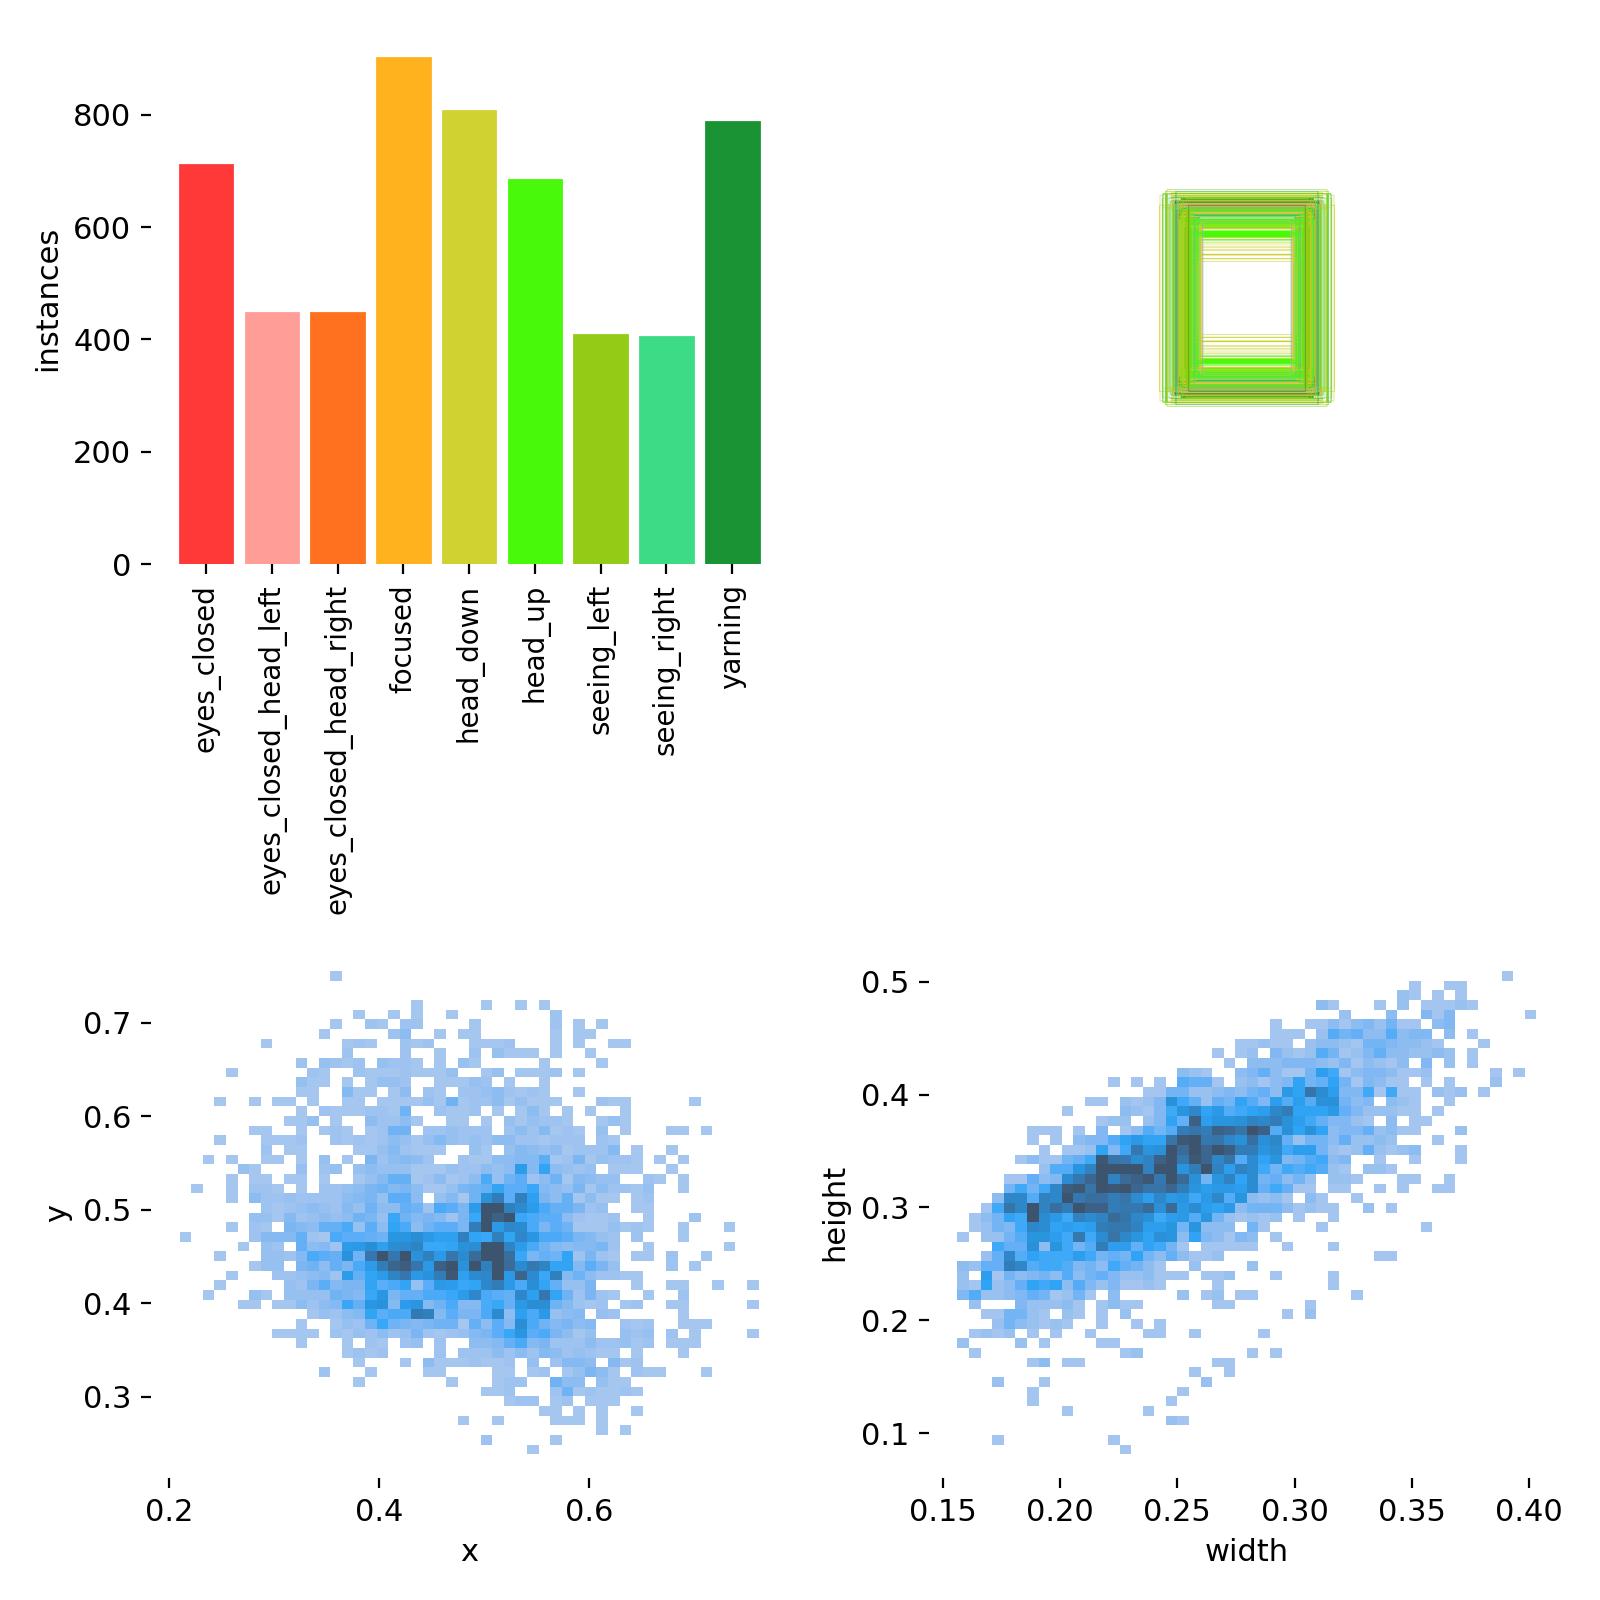 instances
800
600
400
200
0
eyes_closed
eyes_closed_head_left
eyes_closed_head_right
focused
head_down
head_up
seeing_left
seeing_right
yarning
y
0.7
0.6
0.5
0.4
0.3
0.2
0.4
0.6
x
height
0.5
0.4
0.3
0.2
0.1
0.15
0.20
0.25
0.30
0.35
0.40
width